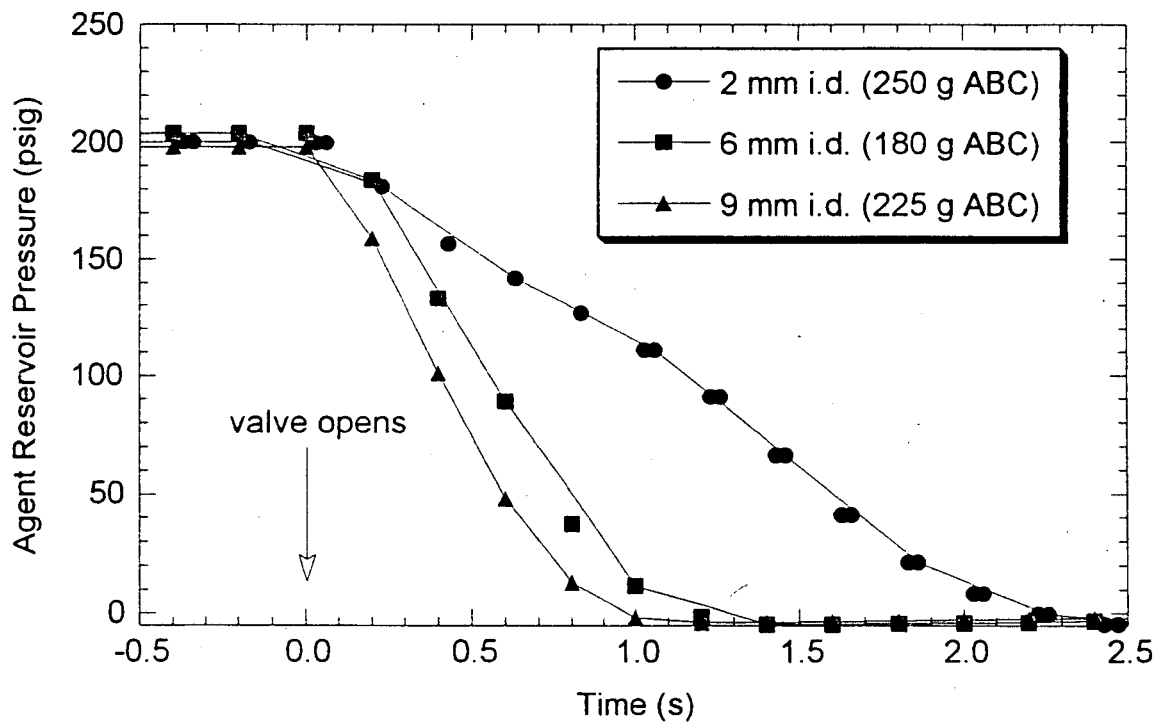 250
200
150
100
50
0
Agent Reservoir Pressure (psig)
2 mm i.d. (250 g ABC)
6 mm i.d. (180 g ABC)
9 mm i.d. (225 g ABC)
valve opens
-0.5 0.0 0.5 1.0 1.5 2.0 2.5
Time (s)